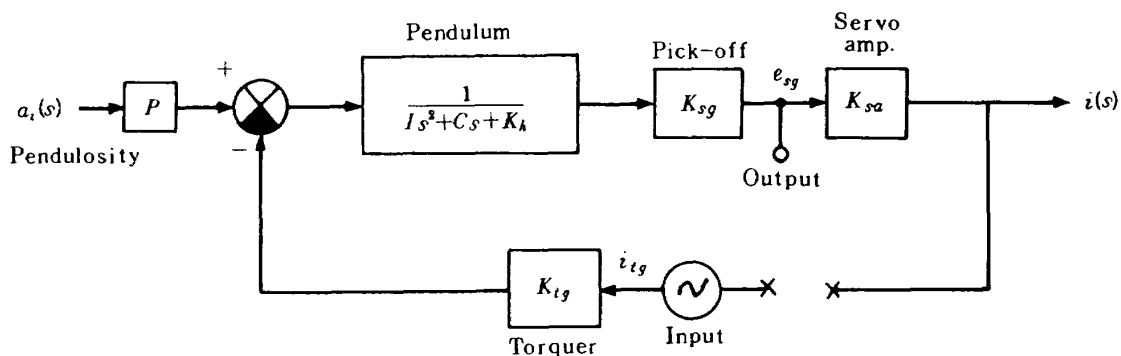 Pendulum
Pick-off
Servo
amp.
a_i(s)
P
+
1
Is²+Cs+K_h
K_sg
e_sg
K_sa
i(s)
Pendulosity
−
Output
i_tg
K_tg
Input
Torquer